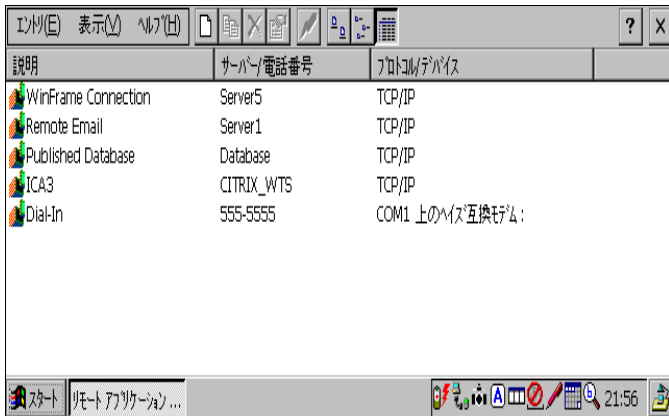 ｴﾝﾄﾘ(E) 表示(V) ﾍﾙﾌﾟ(H) ? ×
説明 ｻｰﾊﾞｰ/電話番号 ﾌﾟﾛﾄｺﾙ/ﾃﾞﾊﾞｲｽ
WinFrame Connection Server5 TCP/IP
Remote Email Server1 TCP/IP
Published Database Database TCP/IP
ICA3 CITRIX_WTS TCP/IP
Dial-In 555-5555 COM1 上のﾍｲｽﾞ互換ﾓﾃﾞﾑ:
ｽﾀｰﾄ ﾘﾓｰﾄ ｱﾌﾟﾘｹｰｼｮﾝ ... A 21:56